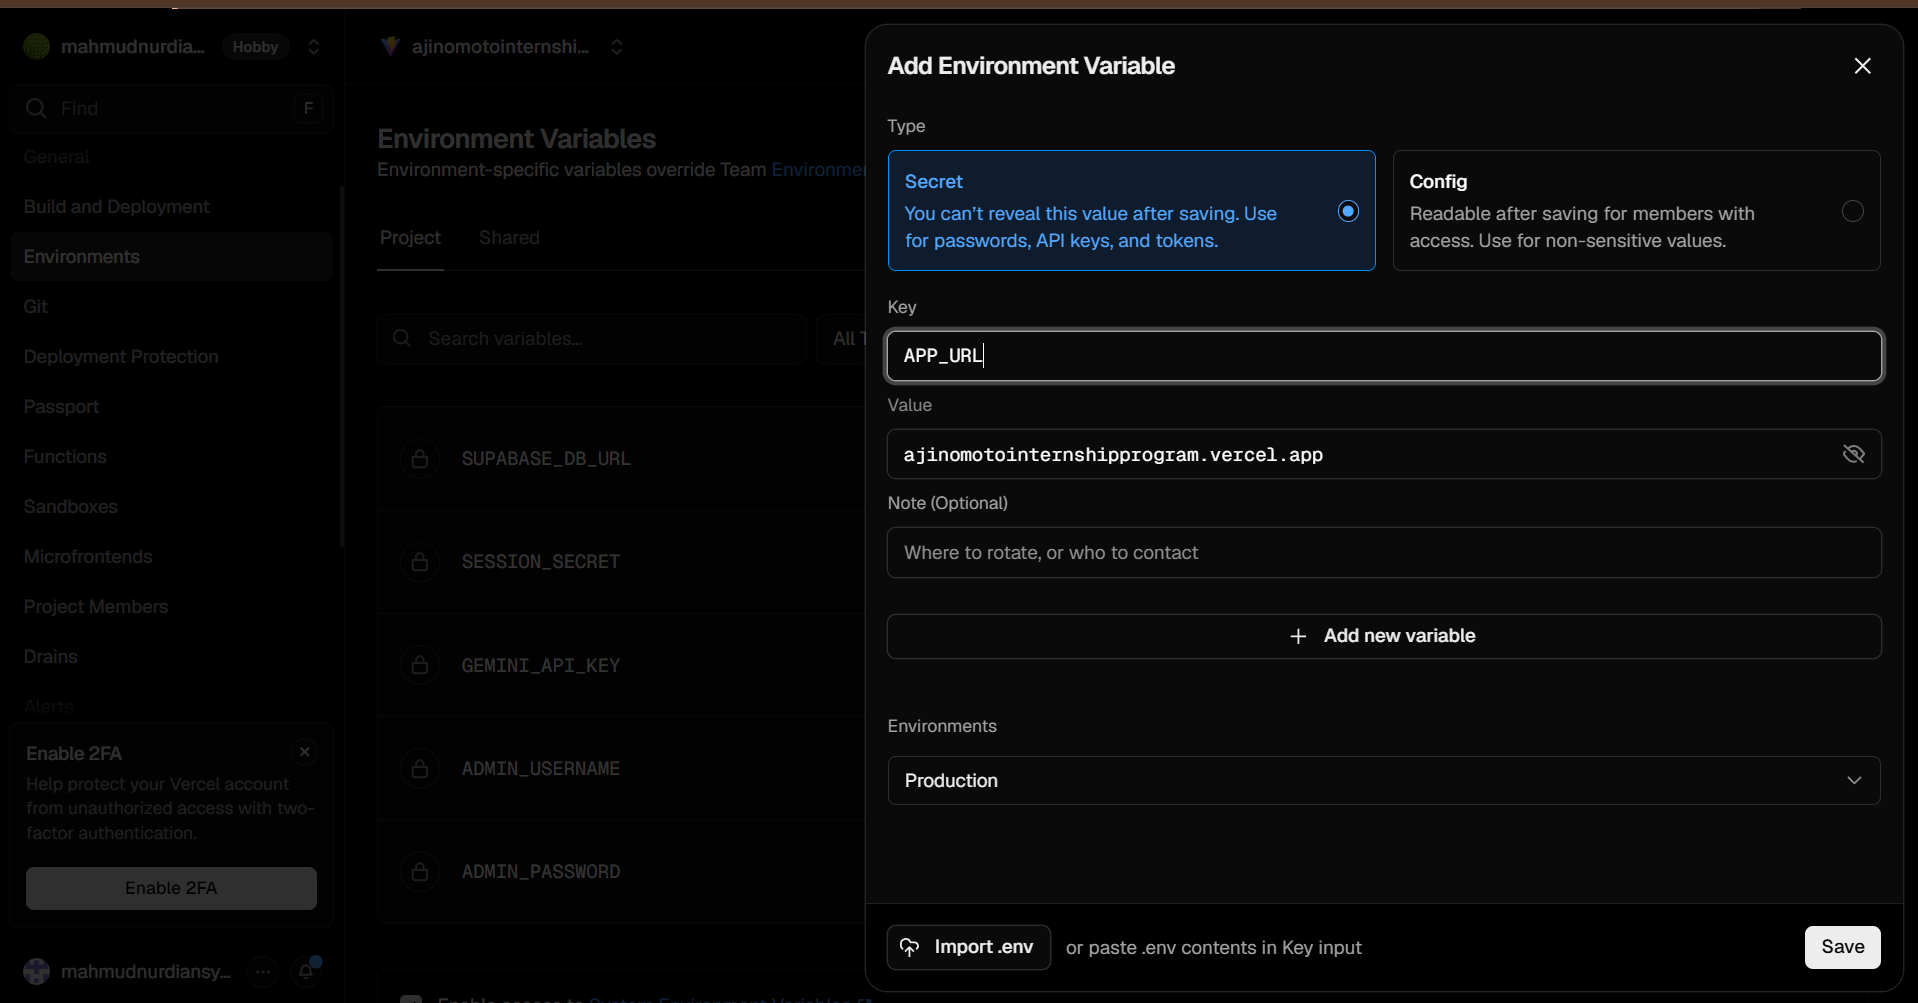 mahmudnurdia...
Hobby
Find
F
General
Build and Deployment
Environments
Git
Deployment Protection
Passport
Functions
Sandboxes
Microfrontends
Project Members
Drains
Alerts
Enable 2FA
Help protect your Vercel account
from unauthorized access with two-
factor authentication.
Enable 2FA
mahmudnurdiansy...
ajinomotointernshi...
Environment Variables
Environment-specific variables override Team Environmen
Project
Shared
Search variables...
All T
SUPABASE_DB_URL
SESSION_SECRET
GEMINI_API_KEY
ADMIN_USERNAME
ADMIN_PASSWORD
Enable access to System Environment Variables
Add Environment Variable
Type
Secret
You can't reveal this value after saving. Use
for passwords, API keys, and tokens.
Config
Readable after saving for members with
access. Use for non-sensitive values.
Key
APP_URL
Value
ajinomotointernshipprogram.vercel.app
Note (Optional)
Where to rotate, or who to contact
Add new variable
Environments
Production
Import .env
or paste .env contents in Key input
Save